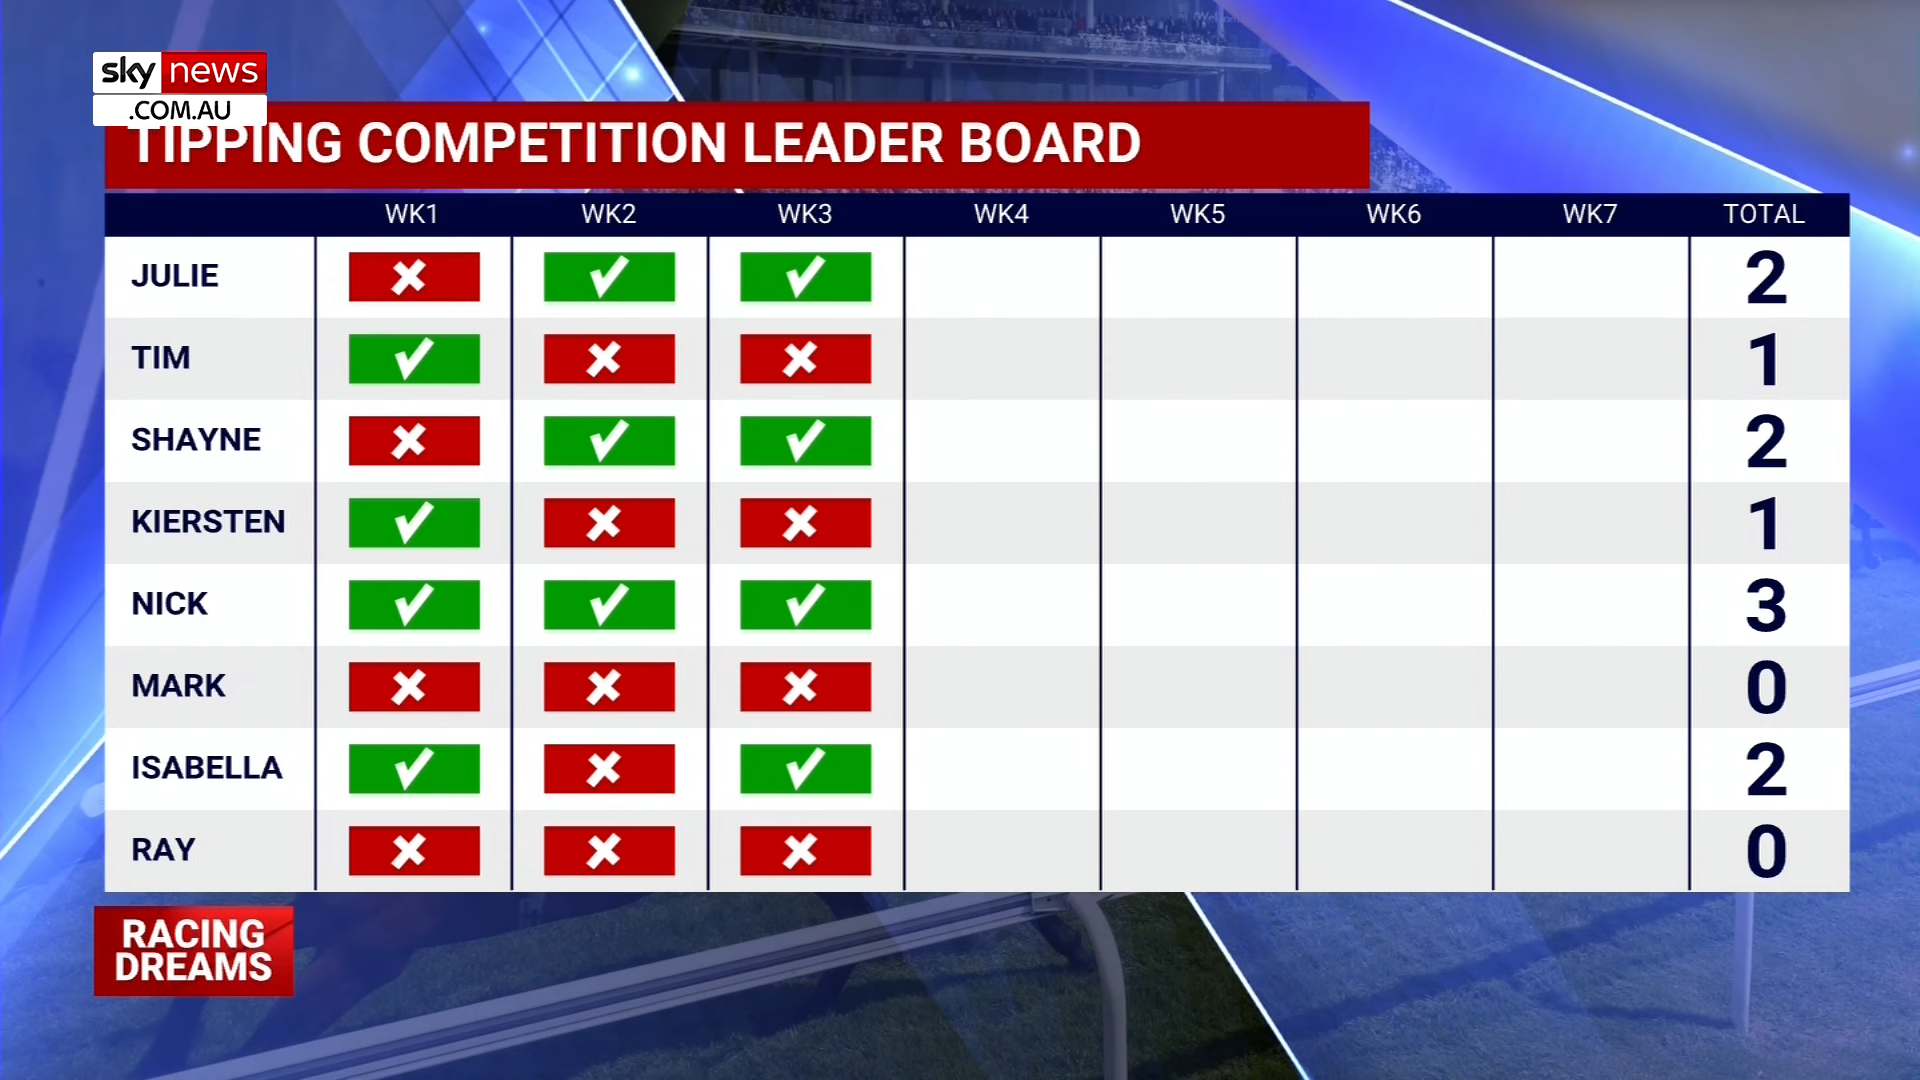 sky news
.COM.AU
TIPPING COMPETITION LEADER BOARD
WK1 WK2 WK3 WK4 WK5 WK6 WK7 TOTAL
JULIE ✖ ✔ ✔ 2
TIM ✔ ✖ ✖ 1
SHAYNE ✖ ✔ ✔ 2
KIERSTEN ✔ ✖ ✖ 1
NICK ✔ ✔ ✔ 3
MARK ✖ ✖ ✖ 0
ISABELLA ✔ ✖ ✔ 2
RAY ✖ ✖ ✖ 0
RACING
DREAMS